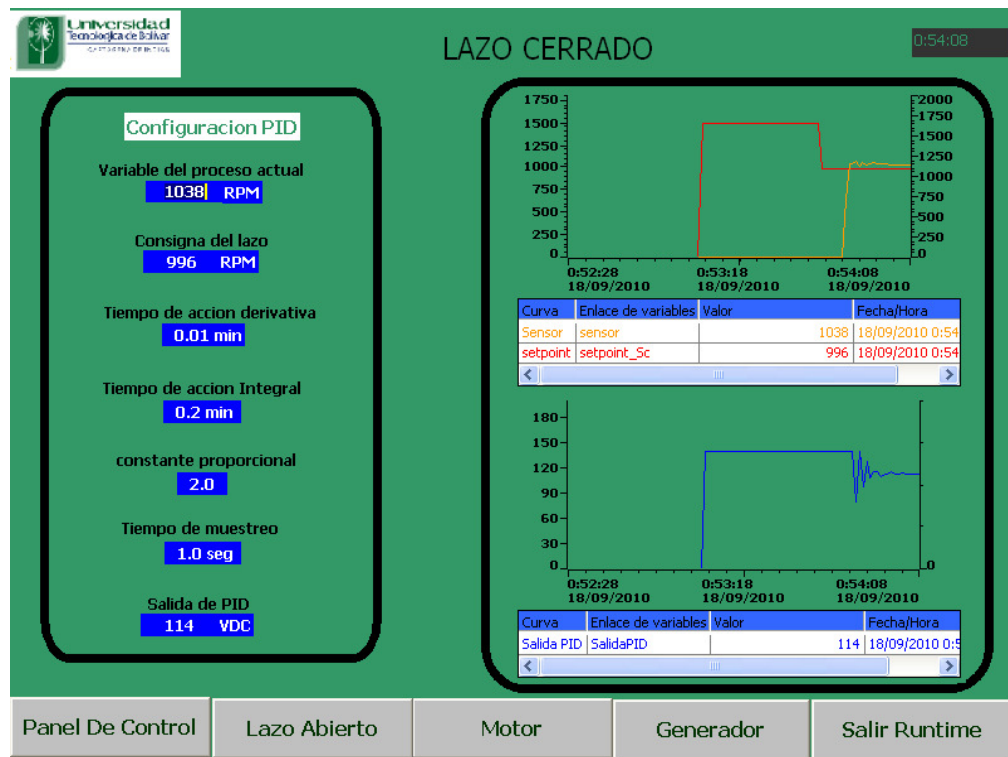 Universidad
Tecnológica de Bolívar
CARTAGENA DE INDIAS
LAZO CERRADO
0:54:08
Configuracion PID
Variable del proceso actual
1038 RPM
Consigna del lazo
996 RPM
Tiempo de accion derivativa
0.01 min
Tiempo de accion Integral
0.2 min
constante proporcional
2.0
Tiempo de muestreo
1.0 seg
Salida de PID
114 VDC
1750
1500
1250
1000
750
500
250
0
2000
1750
1500
1250
1000
750
500
250
0
0:52:28 0:53:18 0:54:08
18/09/2010 18/09/2010 18/09/2010
Curva Enlace de variables Valor Fecha/Hora
Sensor sensor 1038 18/09/2010 0:54
setpoint setpoint_Sc 996 18/09/2010 0:54
180
150
120
90
60
30
0
0
0:52:28 0:53:18 0:54:08
18/09/2010 18/09/2010 18/09/2010
Curva Enlace de variables Valor Fecha/Hora
Salida PID SalidaPID 114 18/09/2010 0:5
Panel De Control Lazo Abierto Motor Generador Salir Runtime